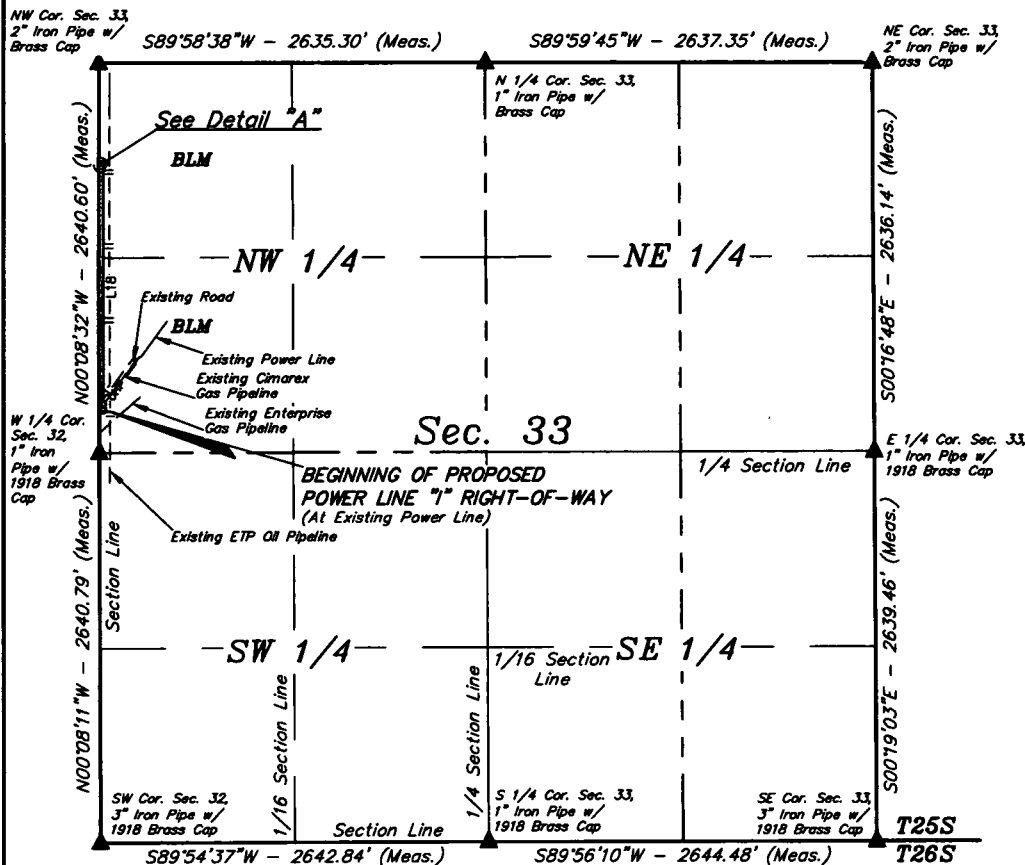 NW Cor. Sec. 33,
2" Iron Pipe w/
Brass Cap
S89°58'38"W - 2635.30' (Meas.)
S89°59'45"W - 2637.35' (Meas.)
NE Cor. Sec. 33,
2" Iron Pipe w/
Brass Cap
N 1/4 Cor. Sec. 33,
1" Iron Pipe w/
Brass Cap
See Detail "A"
BLM
N00°08'32"W - 2640.60' (Meas.)
S00°16'48"E - 2636.14' (Meas.)
NW 1/4
NE 1/4
L18
Existing Road
BLM
Existing Power Line
Existing Cimarex
Gas Pipeline
Existing Enterprise
Gas Pipeline
W 1/4 Cor.
Sec. 32,
1" Iron
Pipe w/
1918 Brass
Cap
Sec. 33
E 1/4 Cor. Sec. 33,
1" Iron Pipe w/
1918 Brass Cap
1/4 Section Line
BEGINNING OF PROPOSED
POWER LINE "I" RIGHT-OF-WAY
(At Existing Power Line)
Existing ETP Oil Pipeline
N00°08'11"W - 2640.79' (Meas.)
Section Line
S00°19'03"E - 2639.46' (Meas.)
SW 1/4
SE 1/4
1/16 Section
Line
1/16 Section Line
1/4 Section Line
SW Cor. Sec. 32,
3" Iron Pipe w/
1918 Brass Cap
Section Line
S 1/4 Cor. Sec. 33,
1" Iron Pipe w/
1918 Brass Cap
SE Cor. Sec. 33,
3" Iron Pipe w/
1918 Brass Cap
T25S
T26S
S89°54'37"W - 2642.84' (Meas.)
S89°56'10"W - 2644.48' (Meas.)